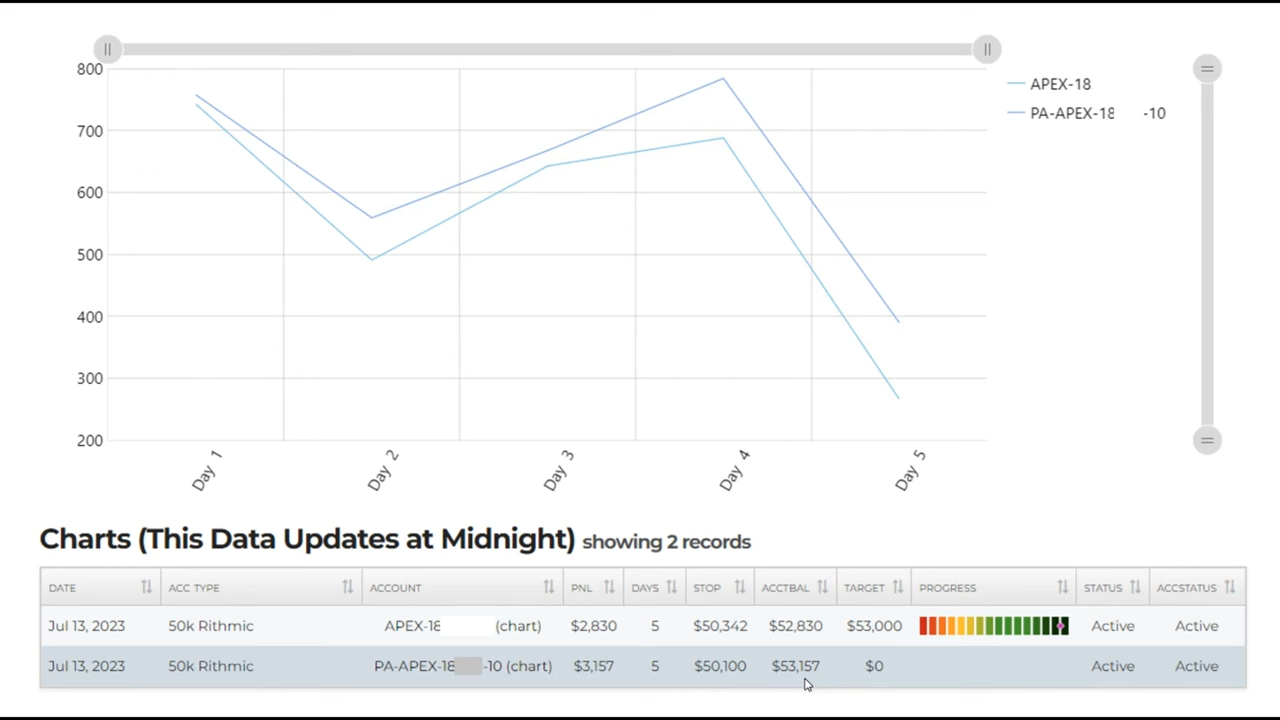 800
700
600
500
400
300
200
Day 1
Day 2
Day 3
Day 4
Day 5
APEX-18
PA-APEX-18 -10
Charts (This Data Updates at Midnight) showing 2 records
DATE ACC TYPE ACCOUNT PNL DAYS STOP ACCTBAL TARGET PROGRESS STATUS ACCSTATUS
Jul 13, 2023 50k Rithmic APEX-18 (chart) $2,830 5 $50,342 $52,830 $53,000 Active Active
Jul 13, 2023 50k Rithmic PA-APEX-18 -10 (chart) $3,157 5 $50,100 $53,157 $0 Active Active